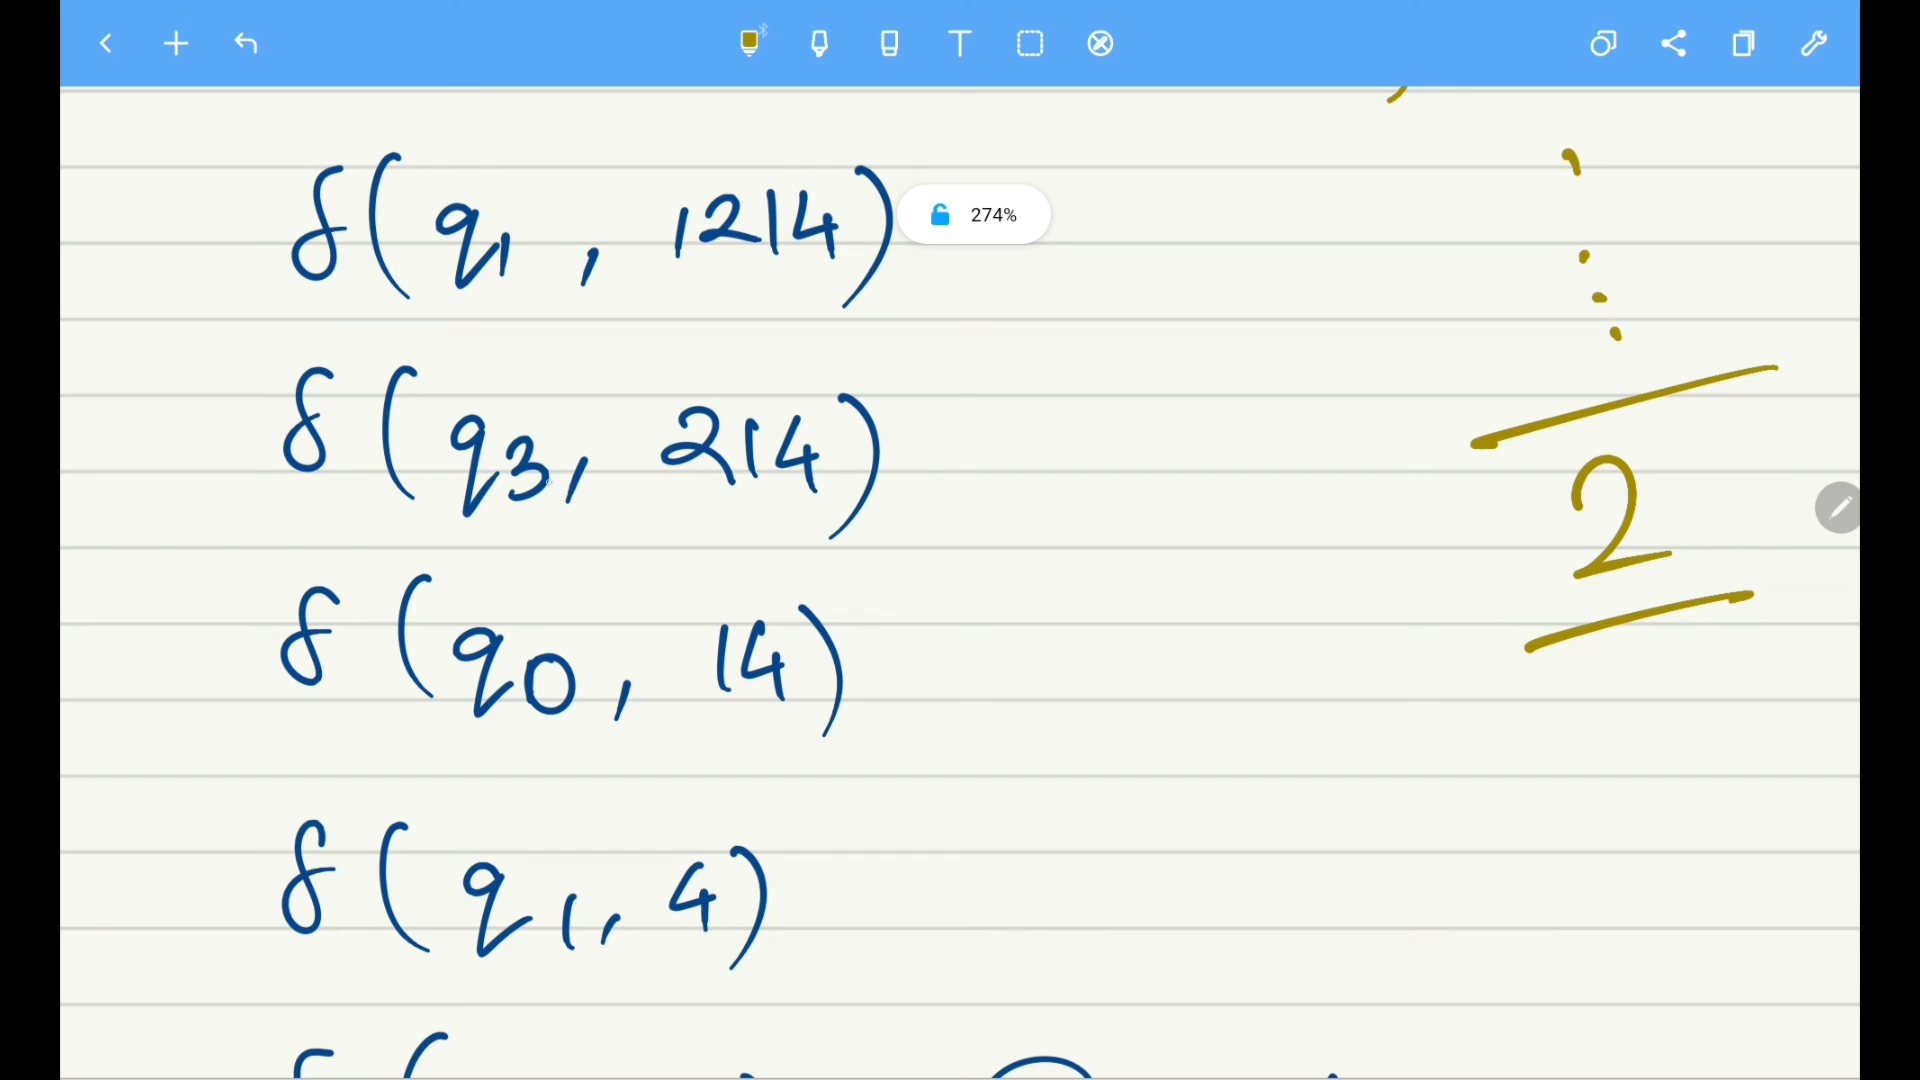 δ(q1, 1214)
274%
δ(q3, 214)
2
δ(q0, 14)
δ(q1, 4)